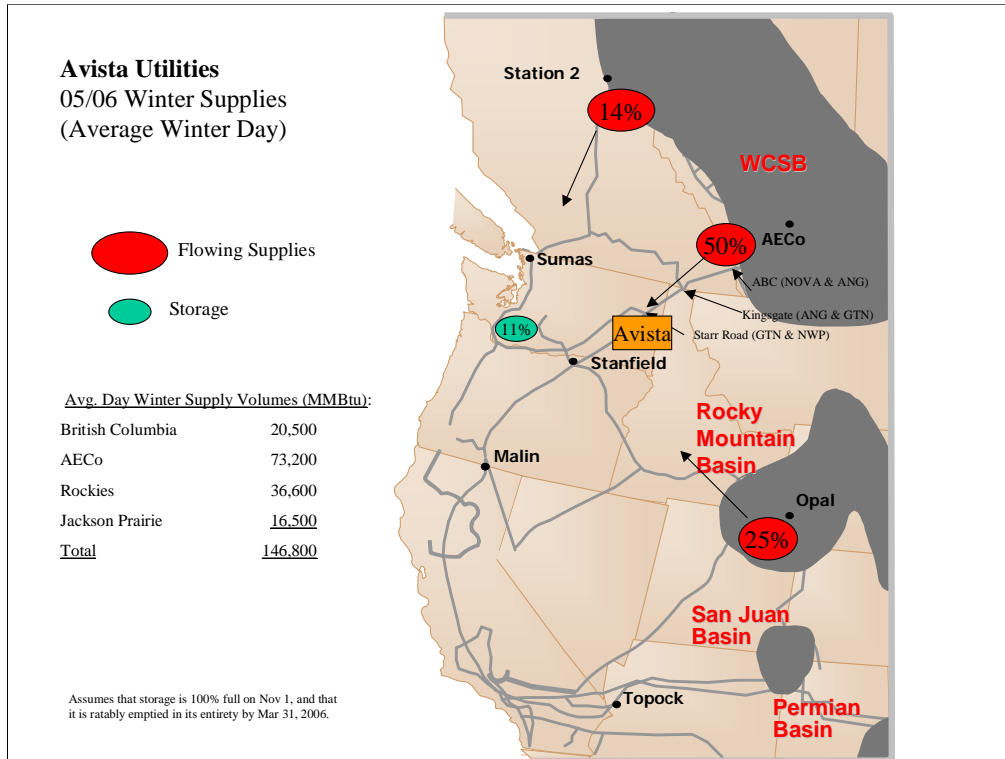 Avista Utilities
05/06 Winter Supplies
(Average Winter Day)
Flowing Supplies
Storage
Avg. Day Winter Supply Volumes (MMBtu):
British Columbia 20,500
AECo 73,200
Rockies 36,600
Jackson Prairie 16,500
Total 146,800
Assumes that storage is 100% full on Nov 1, and that
it is ratably emptied in its entirety by Mar 31, 2006.
Station 2
14%
WCSB
50%
AECo
Sumas
ABC (NOVA & ANG)
Kingsgate (ANG & GTN)
11%
Avista
Starr Road (GTN & NWP)
Stanfield
Rocky
Mountain
Basin
Malin
Opal
25%
San Juan
Basin
Topock
Permian
Basin